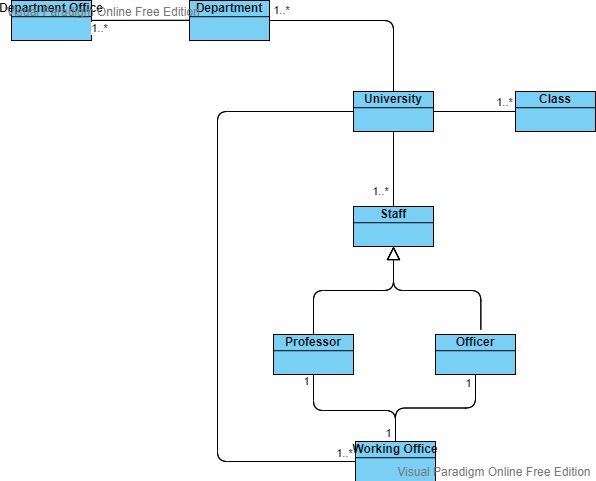 Department Office
Visual Paradigm Online Free Edition
Department
1..*
1..*
University
Class
1..*
1..*
Staff
Professor
Officer
1
1
1
1..*
Working Office
Visual Paradigm Online Free Edition